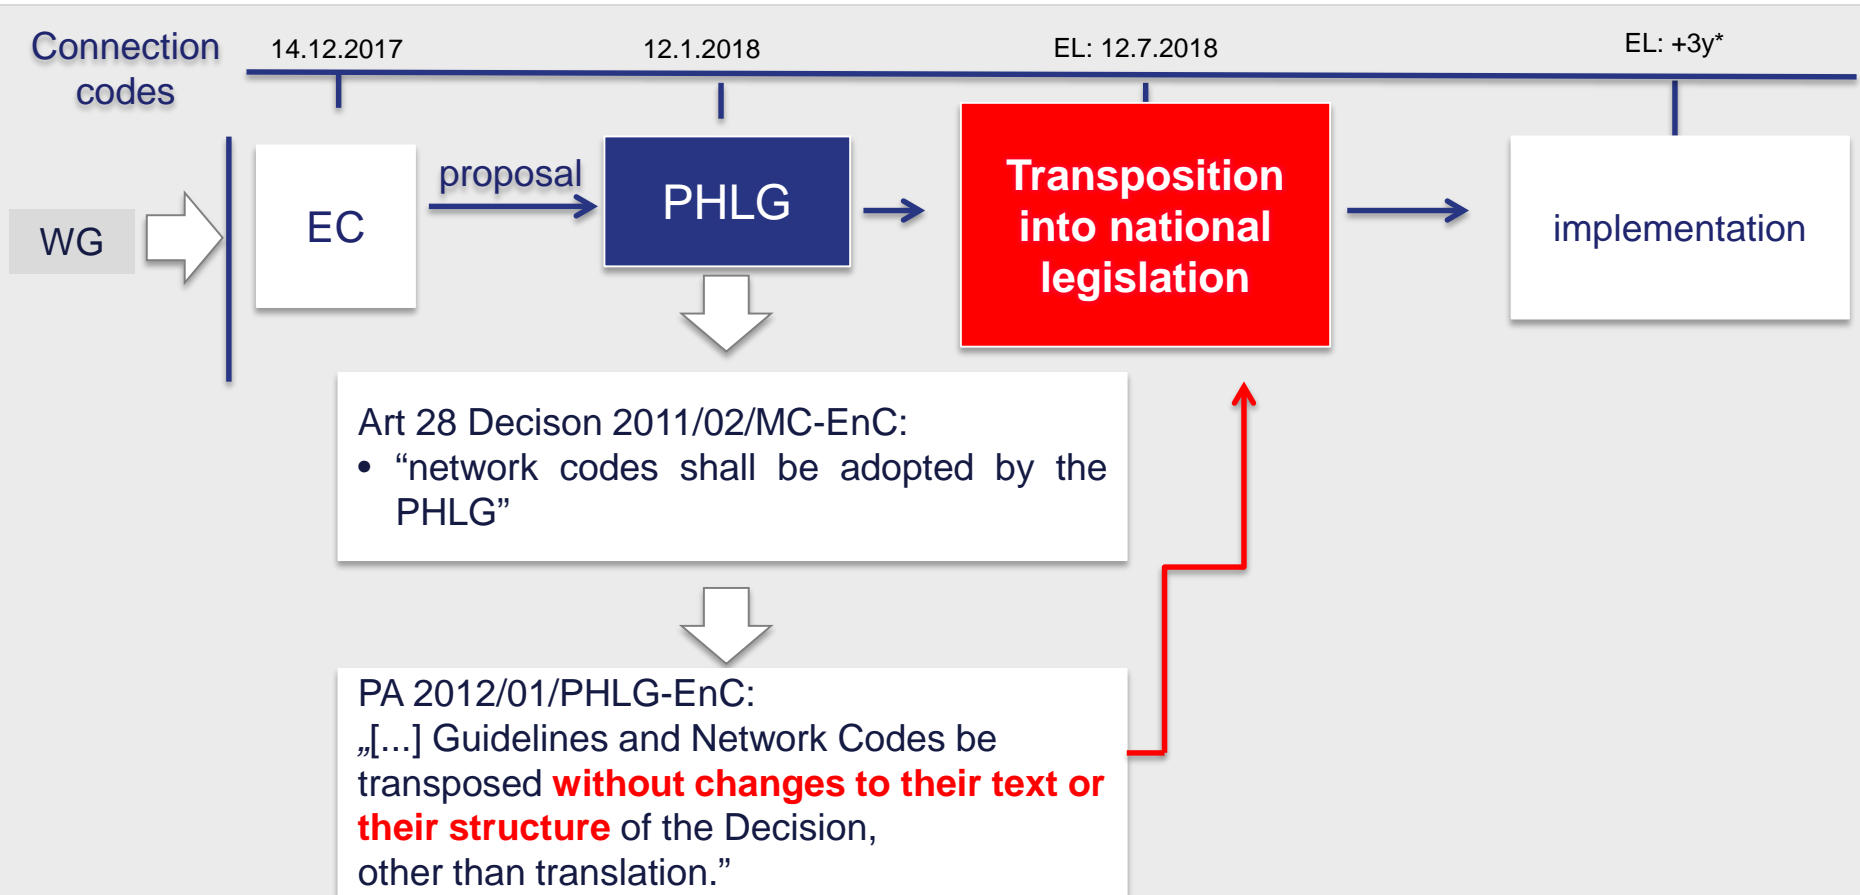 Connection
codes
14.12.2017
12.1.2018
EL: 12.7.2018
EL: +3y*
WG
EC
proposal
PHLG
Transposition
into national
legislation
implementation
Art 28 Decison 2011/02/MC-EnC:
• “network codes shall be adopted by the
PHLG”
PA 2012/01/PHLG-EnC:
„[...] Guidelines and Network Codes be
transposed without changes to their text or
their structure of the Decision,
other than translation.”